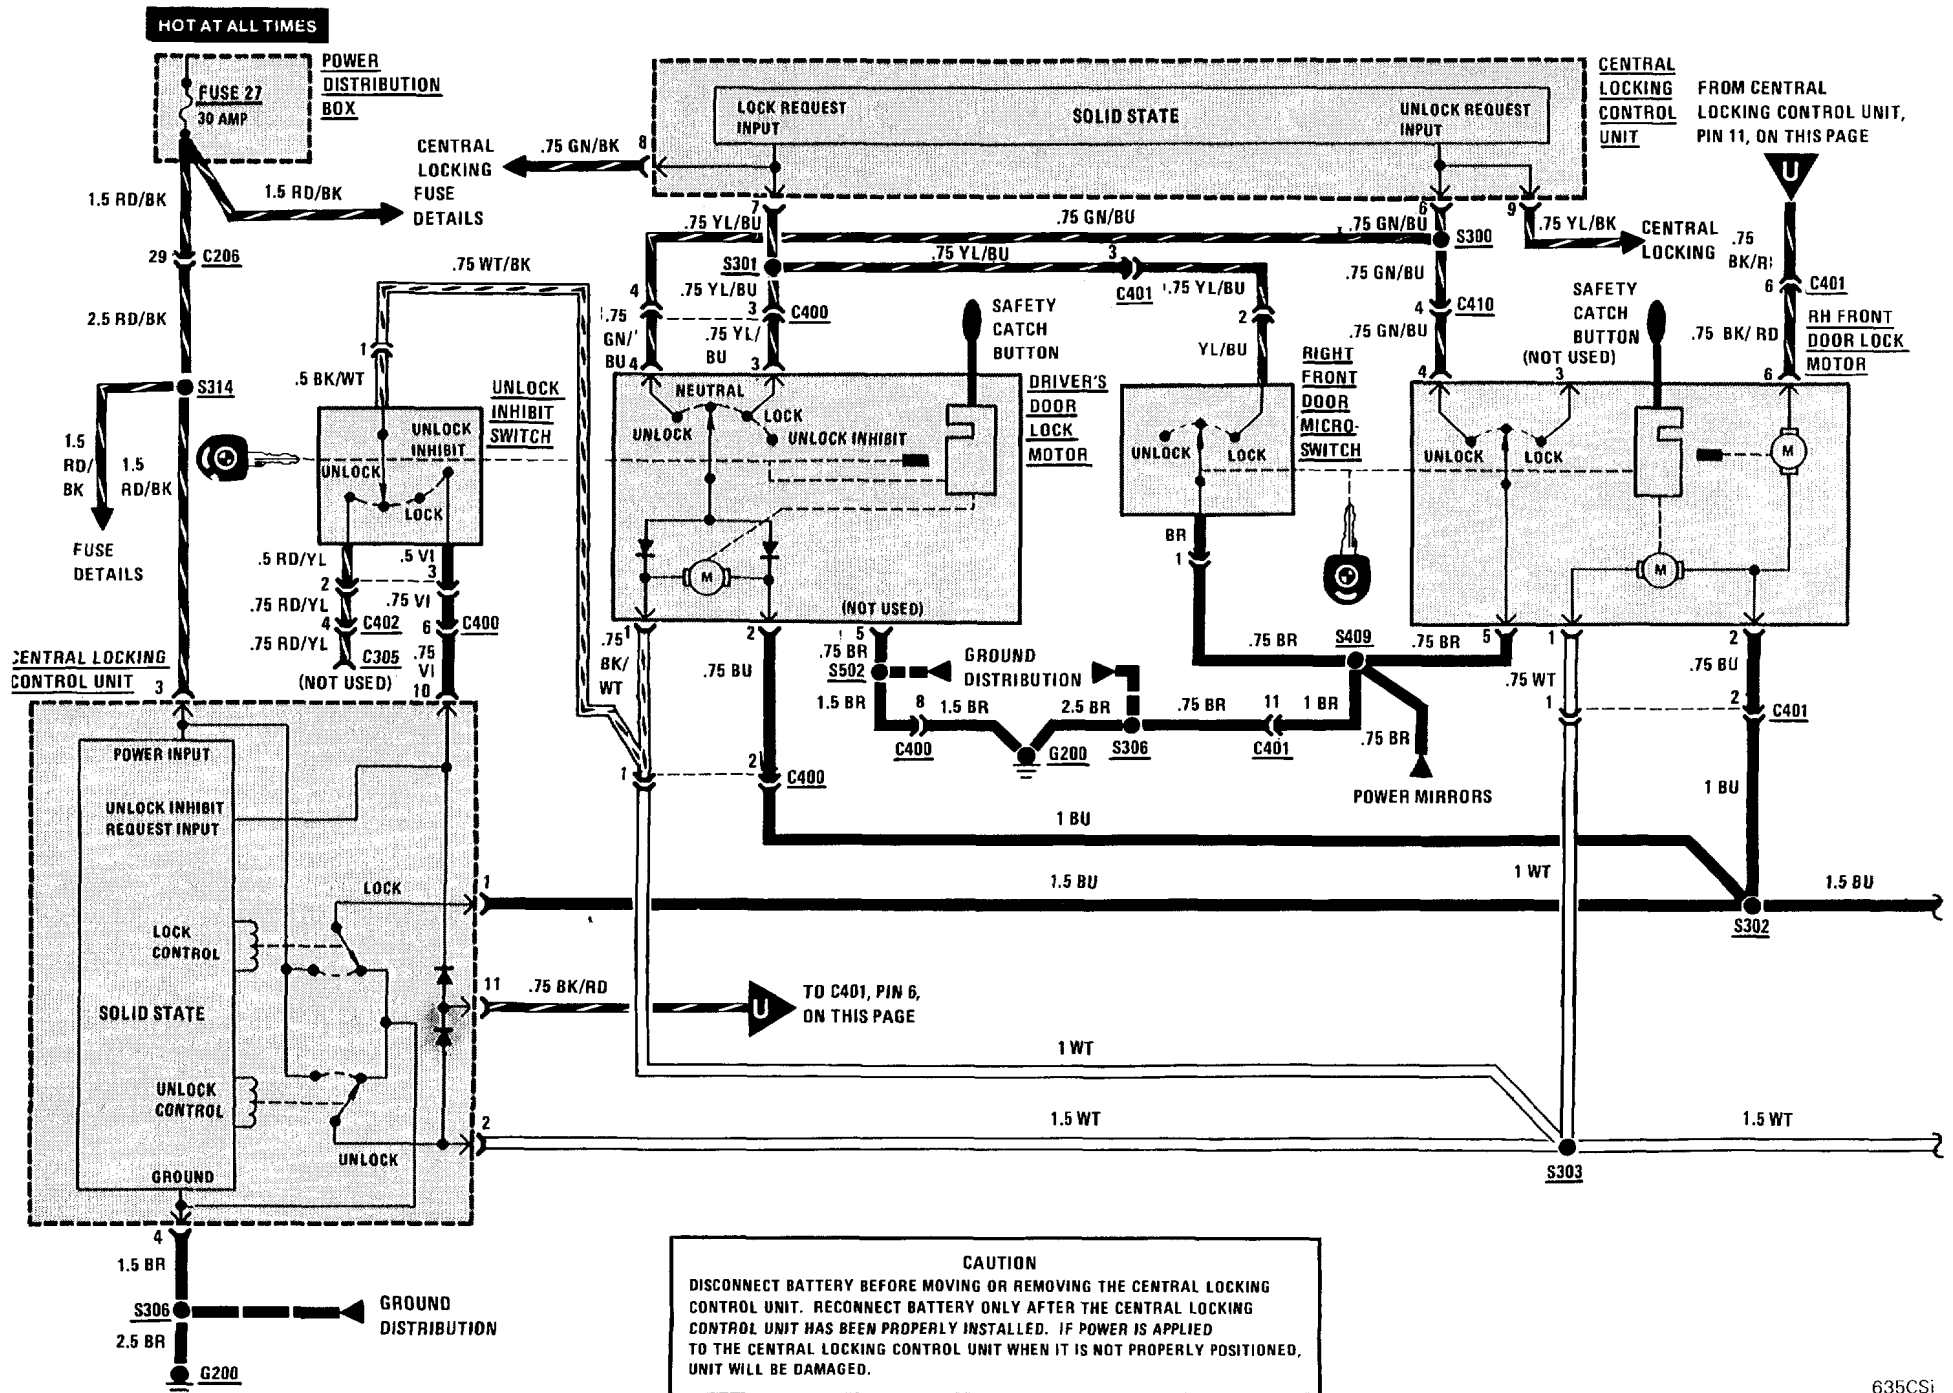 HOT AT ALL TIMES
POWER
DISTRIBUTION
BOX
FUSE 27
30 AMP
1.5 RD/BK
1.5 RD/BK
CENTRAL
LOCKING
FUSE
DETAILS
29
C206
2.5 RD/BK
S314
1.5
RD/
BK
1.5
RD/BK
FUSE
DETAILS
.75 GN/BK
8
LOCK REQUEST
INPUT
SOLID STATE
UNLOCK REQUEST
INPUT
CENTRAL
LOCKING
CONTROL
UNIT
FROM CENTRAL
LOCKING CONTROL UNIT,
PIN 11, ON THIS PAGE
U
7
6
9
.75 YL/BU
.75 GN/BU
.75 GN/BU
S300
.75 YL/BK
CENTRAL
LOCKING
.75
S301
.75 YL/BU
3
C401
.75 YL/BU
.75 GN/BU
6
C401
.75 WT/BK
4
.75 YL/BU
3
C400
.75
GN/
BU
.75 YL/
BU
4
3
2
YL/BU
4
C410
.75 GN/BU
4
SAFETY
CATCH
BUTTON
SAFETY
CATCH
BUTTON
(NOT USED)
3
.75 BK/ RD
6
RH FRONT
DOOR LOCK
MOTOR
1
.5 BK/WT
UNLOCK
INHIBIT
SWITCH
UNLOCK
INHIBIT
UNLOCK
LOCK
NEUTRAL
UNLOCK
LOCK
UNLOCK INHIBIT
DRIVER'S
DOOR
LOCK
MOTOR
M
(NOT USED)
RIGHT
FRONT
DOOR
MICRO-
SWITCH
UNLOCK
LOCK
UNLOCK
LOCK
M
M
.5 RD/YL
.5 VI
2
3
.75 RD/YL
.75 VI
4
C402
6
C400
.75 RD/YL
C305
(NOT USED)
.75
VI
10
BR
1
1
2
5
.75
BK/
WT
.75 BU
.75 BR
S502
GROUND
DISTRIBUTION
1.5 BR
8
C400
1.5 BR
G200
2.5 BR
S306
.75 BR
11
C401
1 BR
.75 BR
S409
.75 BR
5
.75 BR
POWER MIRRORS
1
2
.75 WT
.75 BU
1
2
C401
1 BU
1
2
C400
1 BU
1 WT
CENTRAL LOCKING
CONTROL UNIT
3
POWER INPUT
UNLOCK INHIBIT
REQUEST INPUT
LOCK
1
1.5 BU
1.5 BU
S302
LOCK
CONTROL
SOLID STATE
11
.75 BK/RD
U
TO C401, PIN 6,
ON THIS PAGE
1 WT
UNLOCK
CONTROL
UNLOCK
2
1.5 WT
1.5 WT
S303
GROUND
4
1.5 BR
S306
GROUND
DISTRIBUTION
2.5 BR
G200
CAUTION
DISCONNECT BATTERY BEFORE MOVING OR REMOVING THE CENTRAL LOCKING
CONTROL UNIT. RECONNECT BATTERY ONLY AFTER THE CENTRAL LOCKING
CONTROL UNIT HAS BEEN PROPERLY INSTALLED. IF POWER IS APPLIED
TO THE CENTRAL LOCKING CONTROL UNIT WHEN IT IS NOT PROPERLY POSITIONED,
UNIT WILL BE DAMAGED.
635CSi